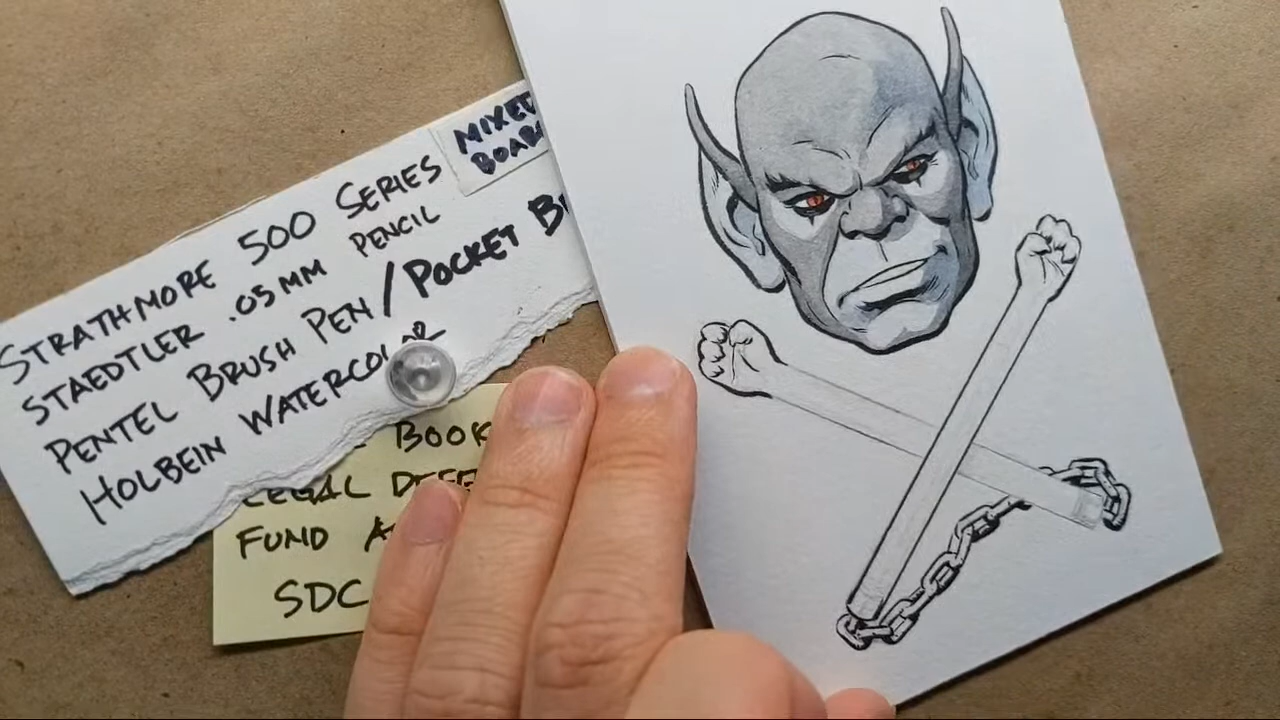 MIXED
BOARD
STRATHMORE 500 SERIES
STAEDTLER .05MM PENCIL
PENTEL BRUSH PEN / POCKET
HOLBEIN WATERCOLOR
BOOK
LEGAL
FUND
SDC